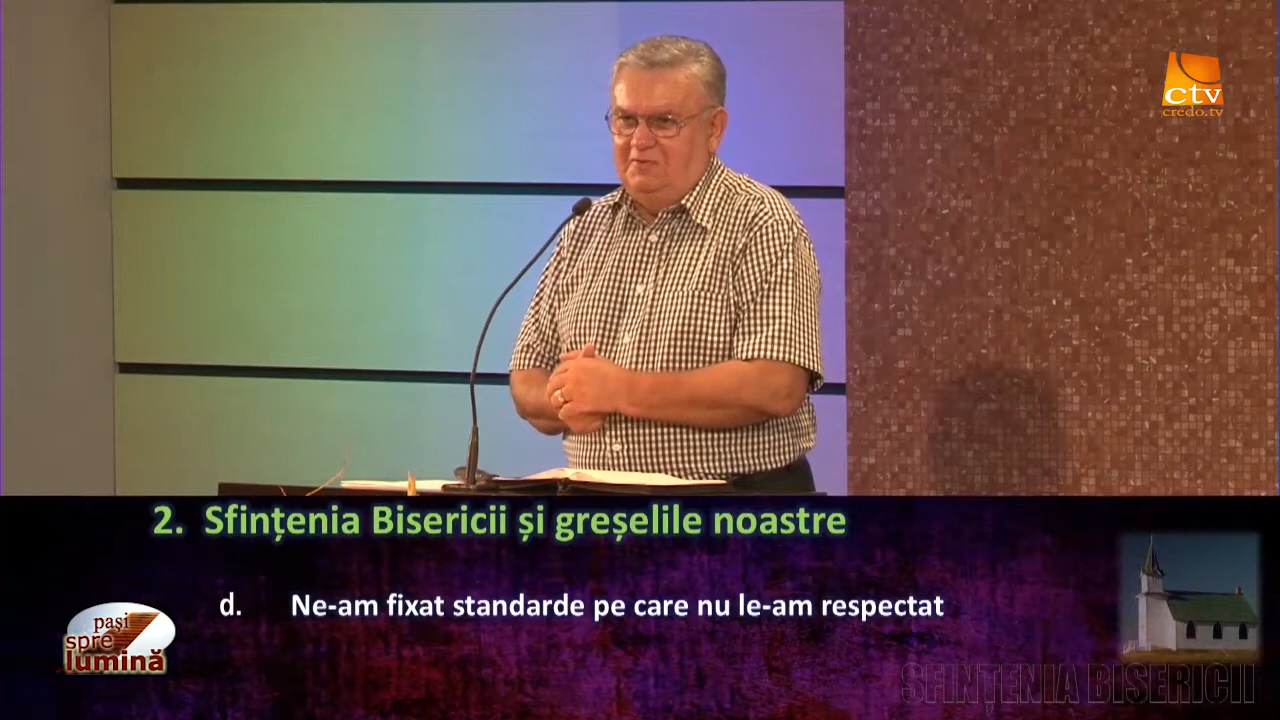 ctv
credo.tv
2. Sfințenia Bisericii și greșelile noastre
d. Ne-am fixat standarde pe care nu le-am respectat
pași
spre
lumină
SFINȚENIA BISERICII